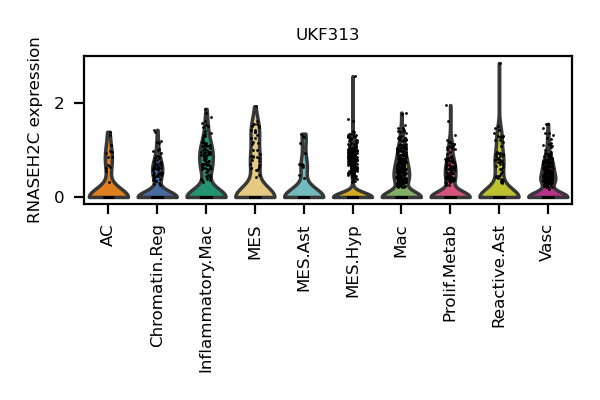 UKF313
RNASEH2C expression
2
0
AC
Chromatin.Reg
Inflammatory.Mac
MES
MES.Ast
MES.Hyp
Mac
Prolif.Metab
Reactive.Ast
Vasc